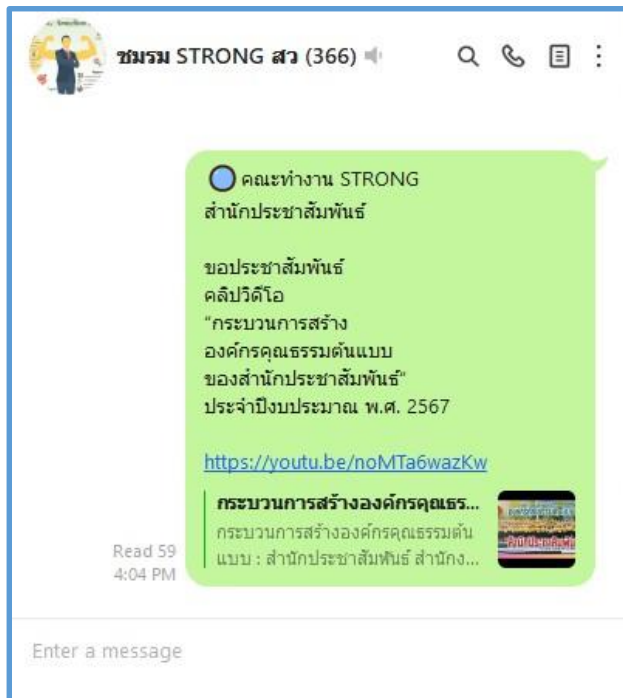 ชมรม STRONG สว (366)
คณะทำงาน STRONG
สำนักประชาสัมพันธ์
ขอประชาสัมพันธ์
คลิปวิดีโอ
“กระบวนการสร้าง
องค์กรคุณธรรมต้นแบบ
ของสำนักประชาสัมพันธ์”
ประจำปีงบประมาณ พ.ศ. 2567
https://youtu.be/noMTa6wazKw
กระบวนการสร้างองค์กรคุณธร...
กระบวนการสร้างองค์กรคุณธรรมต้น
แบบ : สำนักประชาสัมพันธ์ สำนักง...
Read 59
4:04 PM
Enter a message